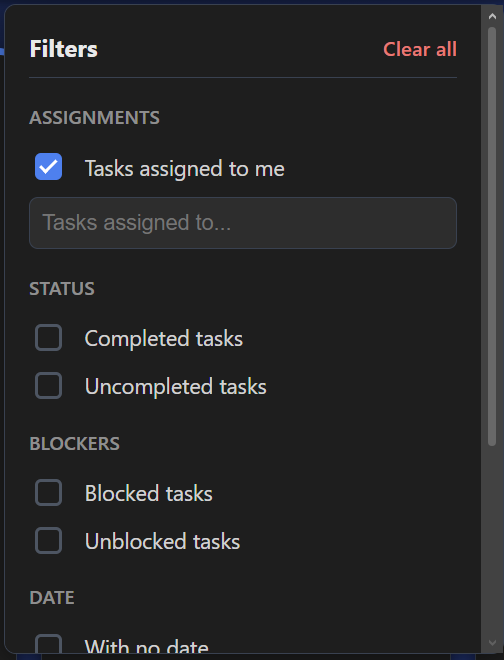 Filters
Clear all
ASSIGNMENTS
Tasks assigned to me
Tasks assigned to...
STATUS
Completed tasks
Uncompleted tasks
BLOCKERS
Blocked tasks
Unblocked tasks
DATE
With no date